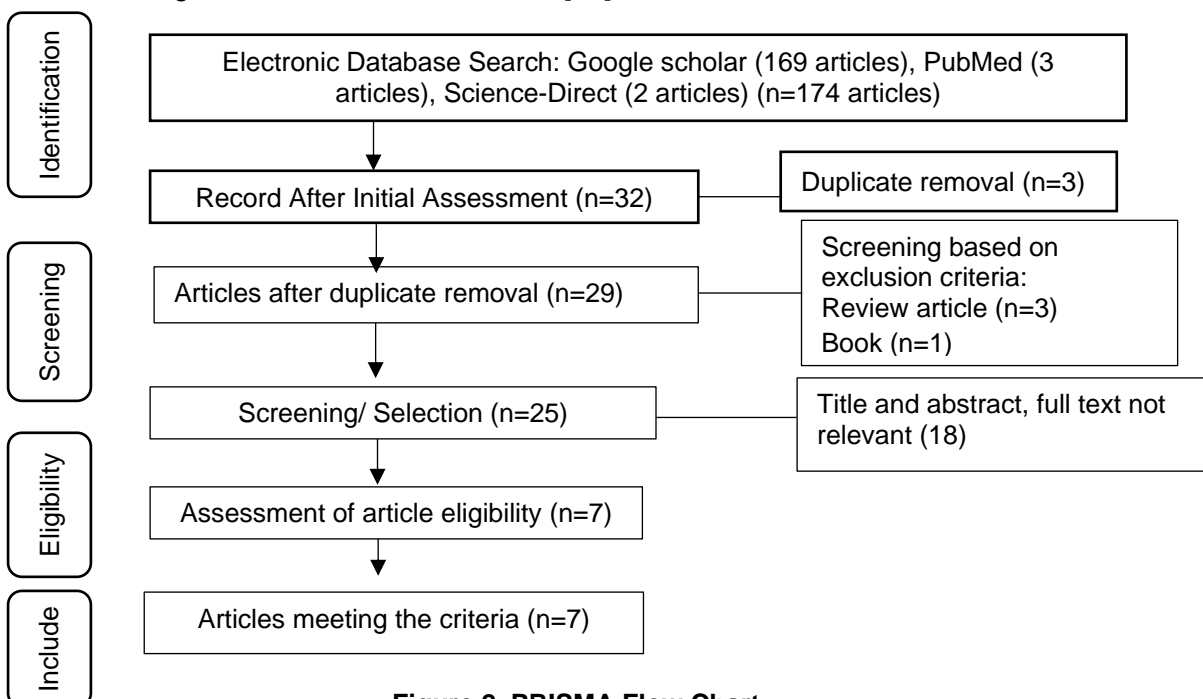 Identification
Electronic Database Search: Google scholar (169 articles), PubMed (3
articles), Science-Direct (2 articles) (n=174 articles)
Record After Initial Assessment (n=32)
Duplicate removal (n=3)
Screening
Articles after duplicate removal (n=29)
Screening based on
exclusion criteria:
Review article (n=3)
Book (n=1)
Screening/ Selection (n=25)
Title and abstract, full text not
relevant (18)
Eligibility
Assessment of article eligibility (n=7)
Include
Articles meeting the criteria (n=7)